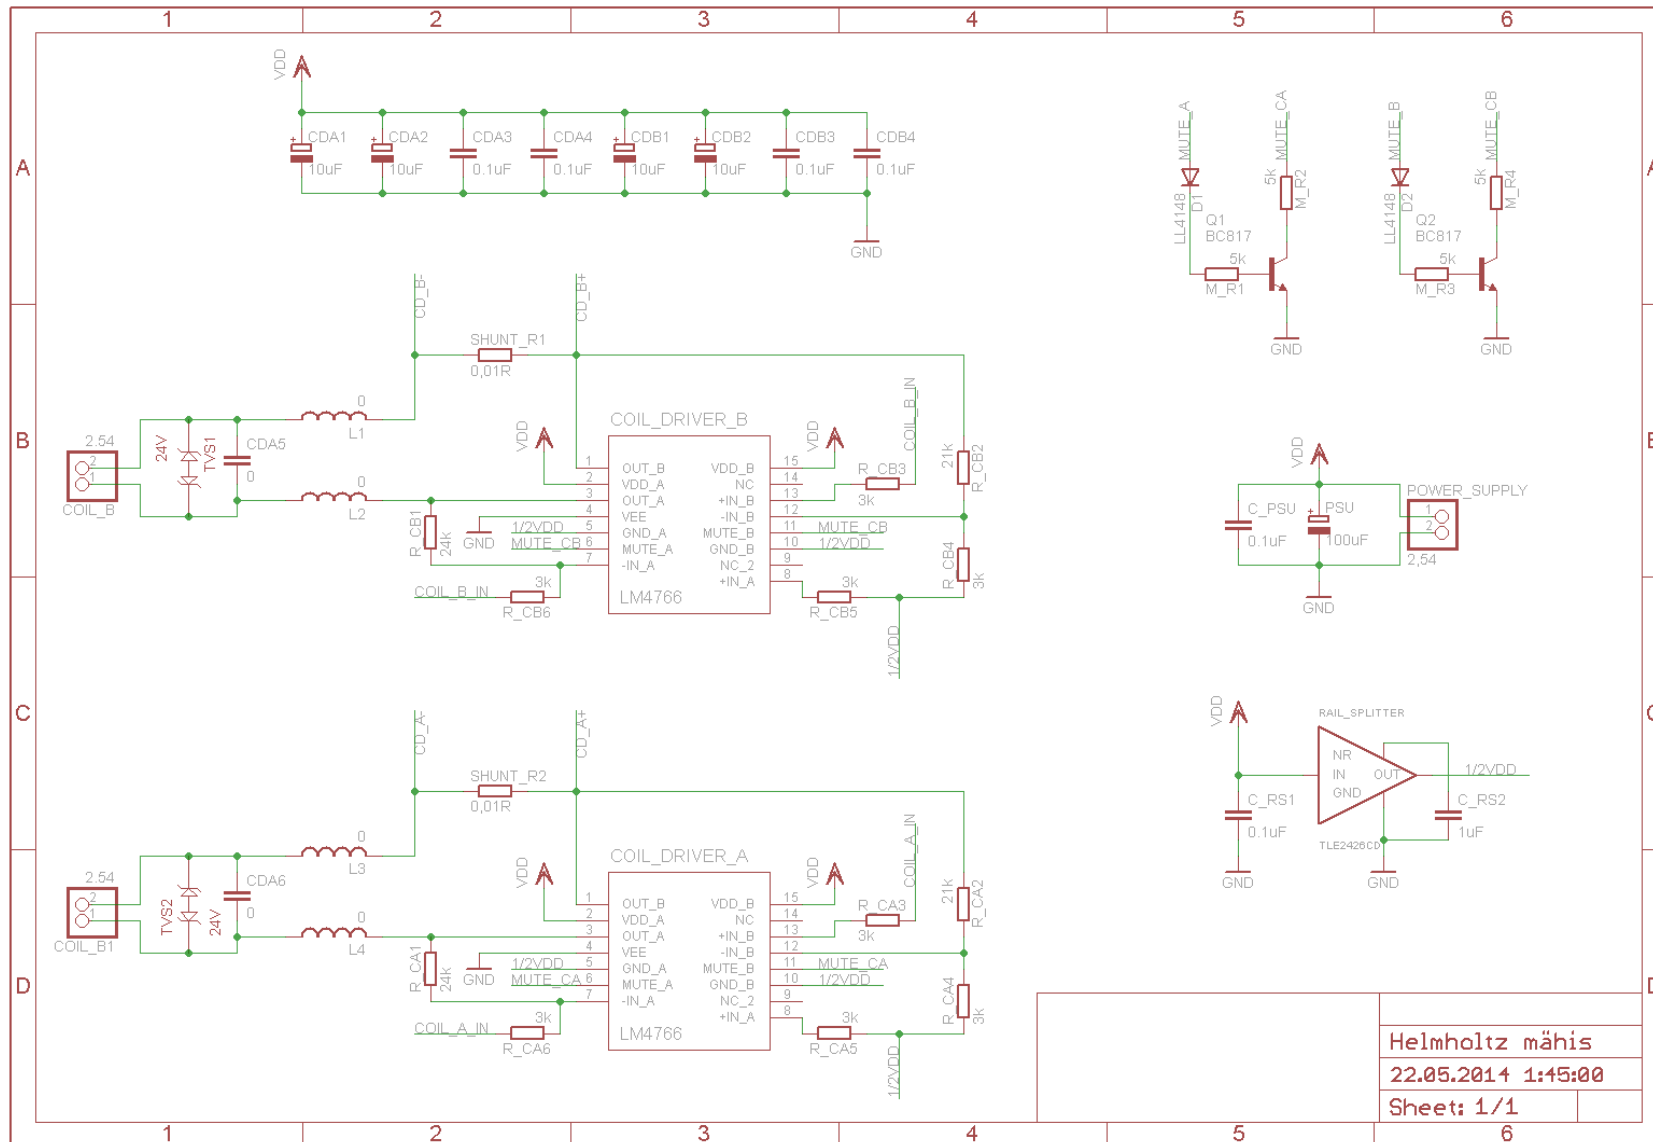 1 2 3 4 5 6
A
B
C
D
VDD
CDA1 CDA2 CDA3 CDA4 CDB1 CDB2 CDB3 CDB4
10uF 10uF 0.1uF 0.1uF 10uF 10uF 0.1uF 0.1uF
GND
MUTE_A
LL4148
D1
MUTE_CA
5k
M_R2
Q1
BC817
5k
M_R1
GND
MUTE_B
LL4148
D2
MUTE_CB
5k
M_R4
Q2
BC817
5k
M_R3
GND
CD_B-
CD_B+
SHUNT_R1
0,01R
0
L1
0
L2
2.54
2
1
COIL_B
24V
TVS1
CDA5
0
R_CB1
24k
GND
VDD
1/2VDD
MUTE_CB
COIL_B_IN
3k
R_CB6
COIL_DRIVER_B
1 OUT_B VDD_B 15
2 VDD_A NC 14
3 OUT_A +IN_B 13
4 VEE -IN_B 12
5 GND_A MUTE_B 11
6 MUTE_A GND_B 10
7 -IN_A NC_2 9
+IN_A 8
LM4766
VDD
COIL_B_IN
R_CB3
3k
MUTE_CB
1/2VDD
21k
R_CB2
R_CB4
3k
3k
R_CB5
1/2VDD
VDD
C_PSU
0.1uF
PSU
100uF
GND
POWER_SUPPLY
1
2
2,54
CD_A-
CD_A+
SHUNT_R2
0,01R
0
L3
0
L4
2.54
2
1
COIL_B1
TVS2
24V
CDA6
0
R_CA1
24k
GND
VDD
1/2VDD
MUTE_CA
COIL_A_IN
3k
R_CA6
COIL_DRIVER_A
1 OUT_B VDD_B 15
2 VDD_A NC 14
3 OUT_A +IN_B 13
4 VEE -IN_B 12
5 GND_A MUTE_B 11
6 MUTE_A GND_B 10
7 -IN_A NC_2 9
+IN_A 8
LM4766
VDD
COIL_A_IN
R_CA3
3k
MUTE_CA
1/2VDD
21k
R_CA2
R_CA4
3k
3k
R_CA5
1/2VDD
VDD
C_RS1
0.1uF
GND
RAIL_SPLITTER
NR
IN OUT
GND
TLE2426CD
1/2VDD
C_RS2
1uF
GND
Helmholtz mähis
22.05.2014 1:45:00
Sheet: 1/1
A
B
C
D
1 2 3 4 5 6